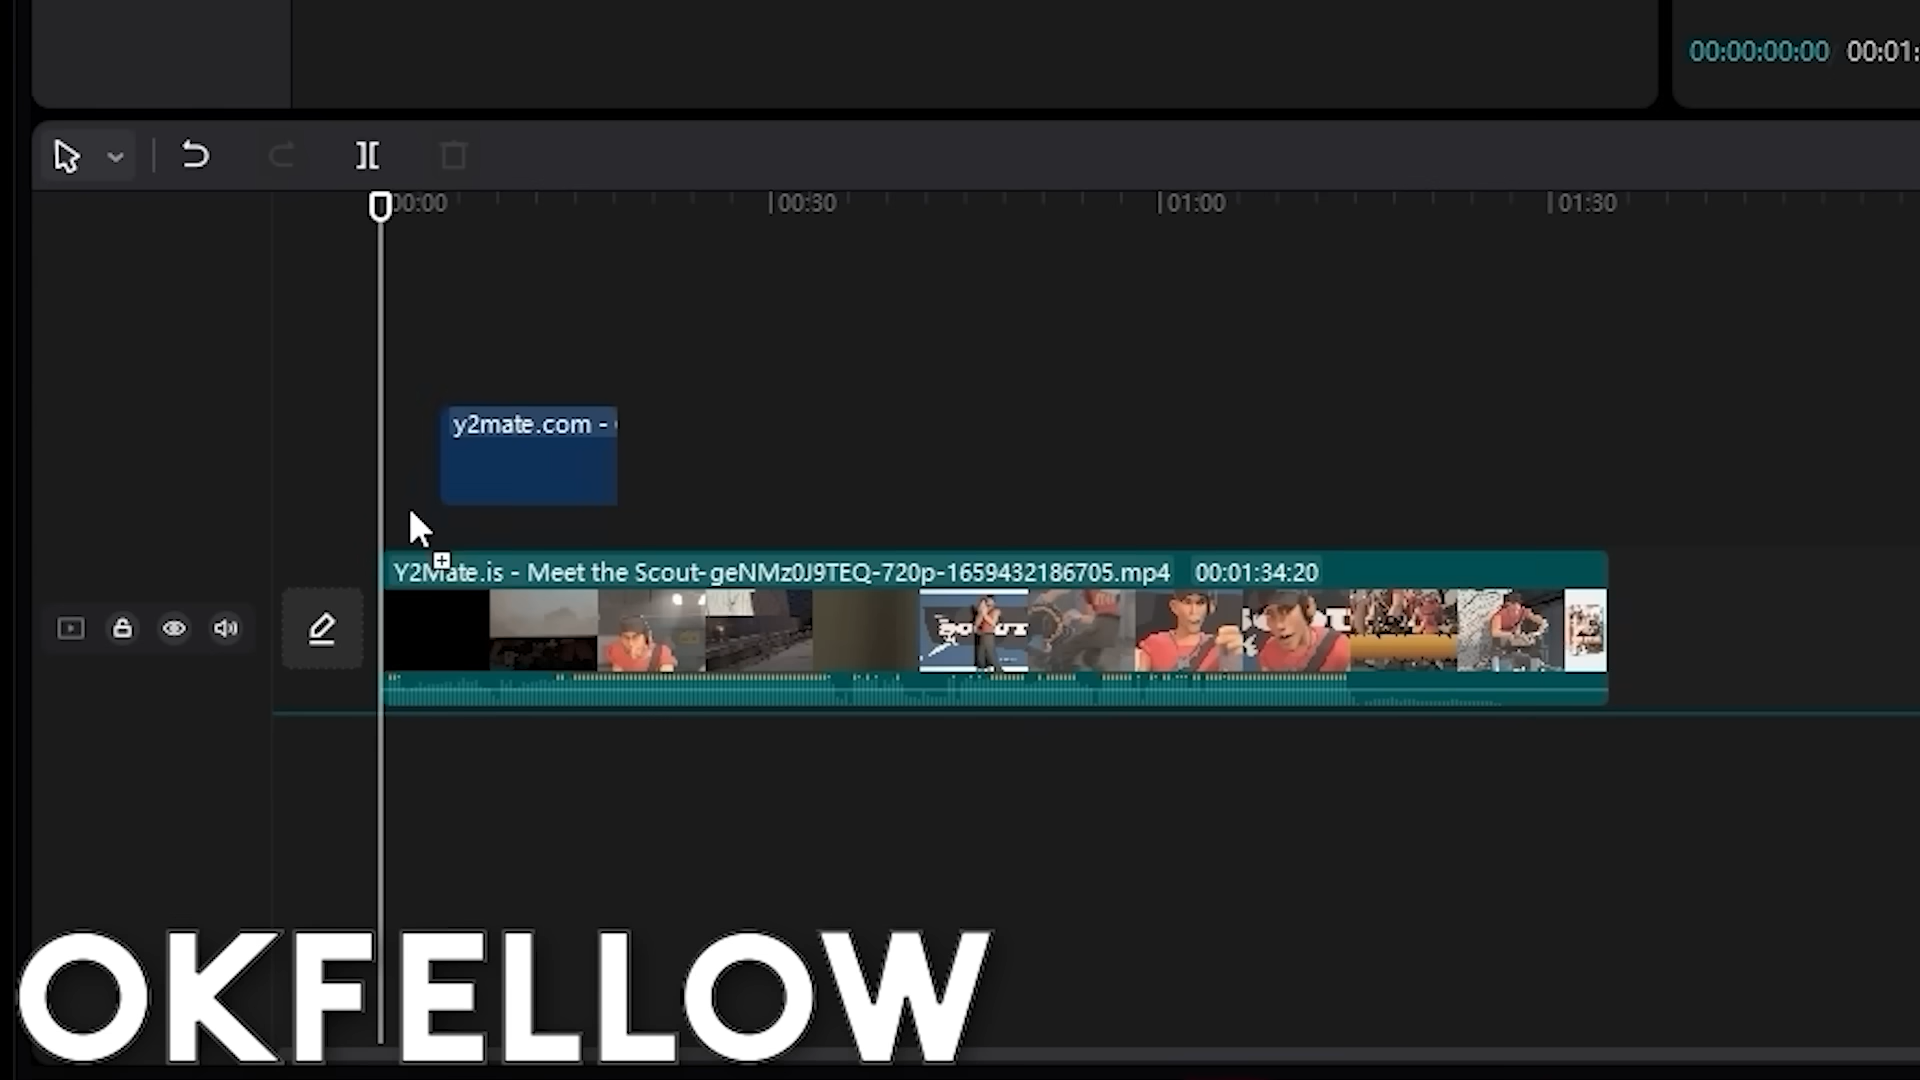 00:00:00:00 00:01:
00:00 00:30 01:00 01:30
y2mate.com -
Y2Mate.is - Meet the Scout-geNMz0J9TEQ-720p-1659432186705.mp4 00:01:34:20
SCOUT
OKFELLOW